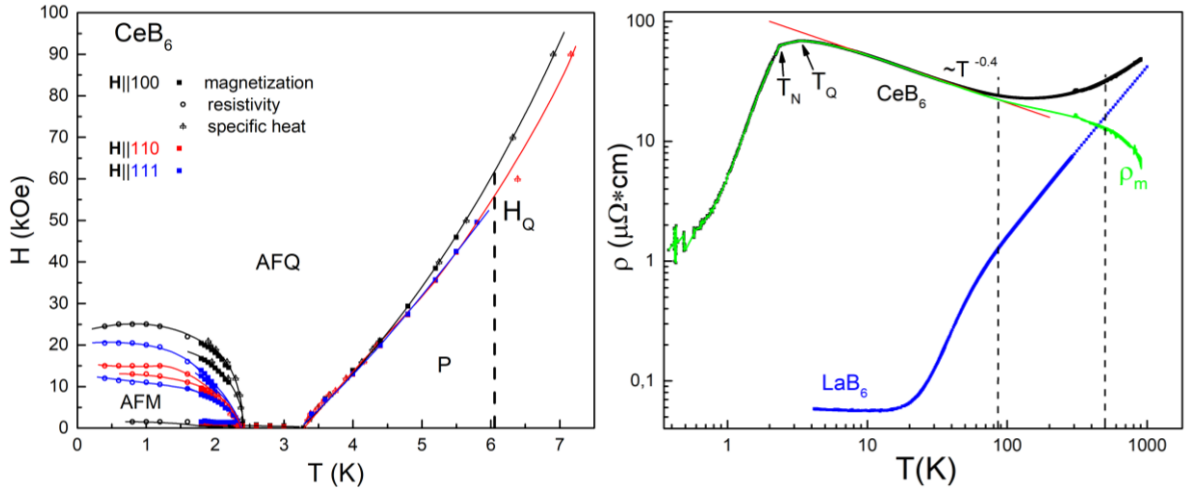 CeB6
H||100
magnetization
resistivity
specific heat
H||110
H||111
AFQ
HQ
P
AFM
H (kOe)
100
90
80
70
60
50
40
30
20
10
0
0 1 2 3 4 5 6 7
T (K)
100
10
1
0,1
ρ (μΩ*cm)
~T -0.4
TN
TQ
CeB6
ρm
LaB6
1 10 100 1000
T(K)